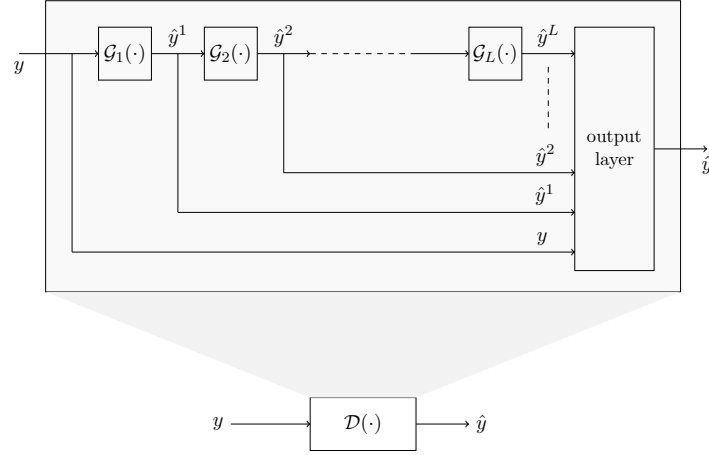 y 𝒢₁(·) ŷ¹ 𝒢₂(·) ŷ² 𝒢_L(·) ŷ^L
output
layer
ŷ
ŷ²
ŷ¹
y
y 𝒟(·) ŷ